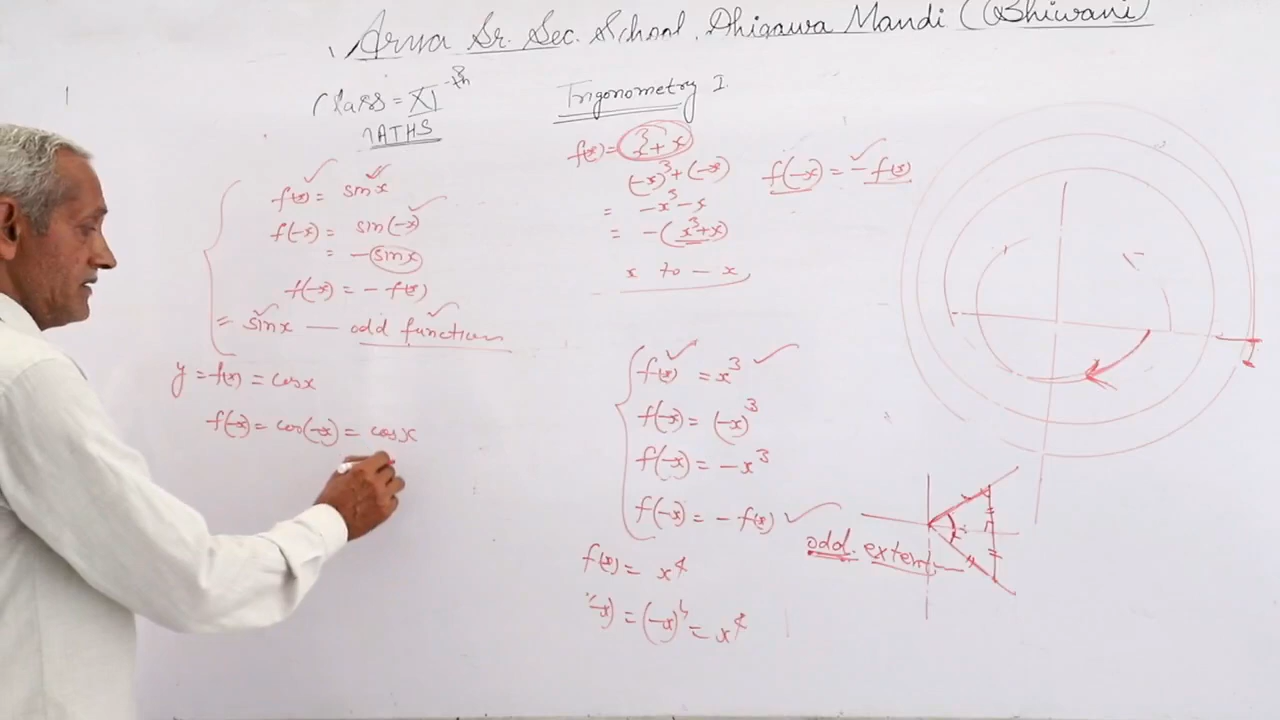 Arya Sr. Sec. School, Dhigawa Mandi (Bhiwani)
Class = XI th
MATHS
Trigonometry I
f(x) = sin x
f(-x) = sin(-x)
= -sin x
f(-x) = - f(x)
= sin x — odd function
y = f(x) = cos x
f(-x) = cos(-x) = cos x
f(x) = x³ + x
(-x)³ + (-x)
= -x³ - x
= -(x³ + x)
x to - x
f(-x) = - f(x)
f(x) = x³
f(-x) = (-x)³
f(-x) = - x³
f(-x) = - f(x)
odd
f(x) = x⁴
-x) = (-x)⁴ = x⁴